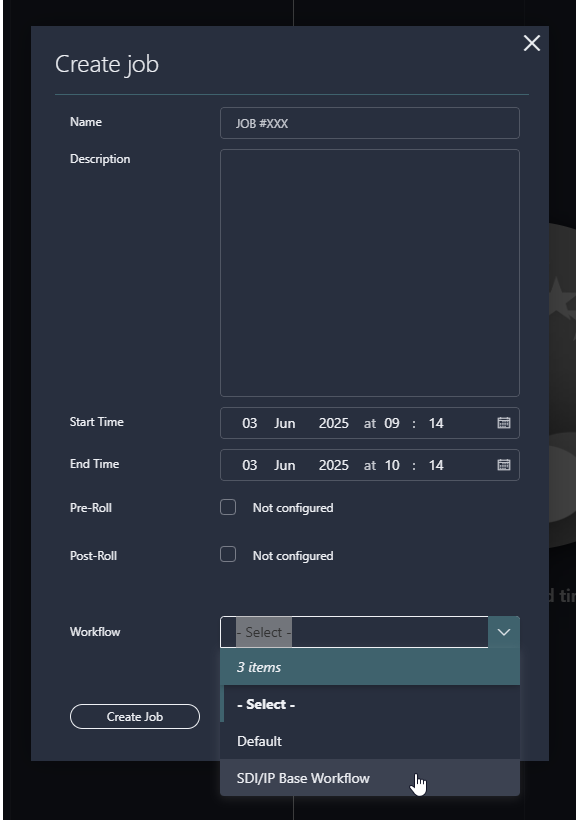 Create job
Name
JOB #XXX
Description
Start Time
03 Jun 2025 at 09 : 14
End Time
03 Jun 2025 at 10 : 14
Pre-Roll
Not configured
Post-Roll
Not configured
Workflow
- Select -
3 items
- Select -
Default
SDI/IP Base Workflow
Create Job